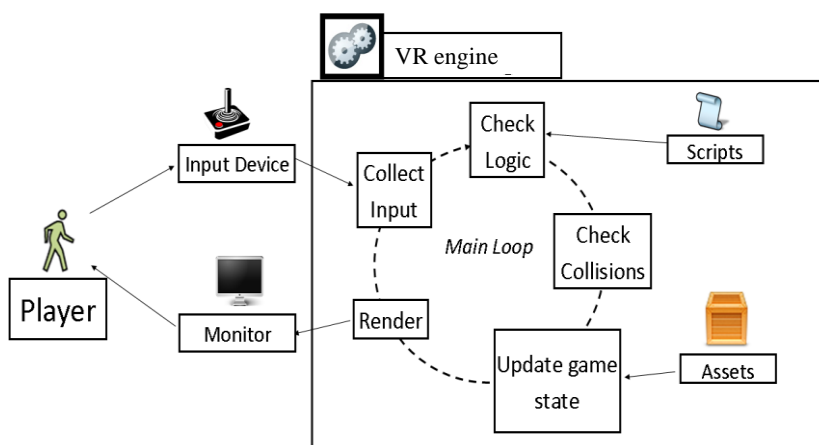 VR engine
Check
Logic
Scripts
Input Device
Collect
Input
Main Loop
Check
Collisions
Player
Monitor
Render
Update game
state
Assets